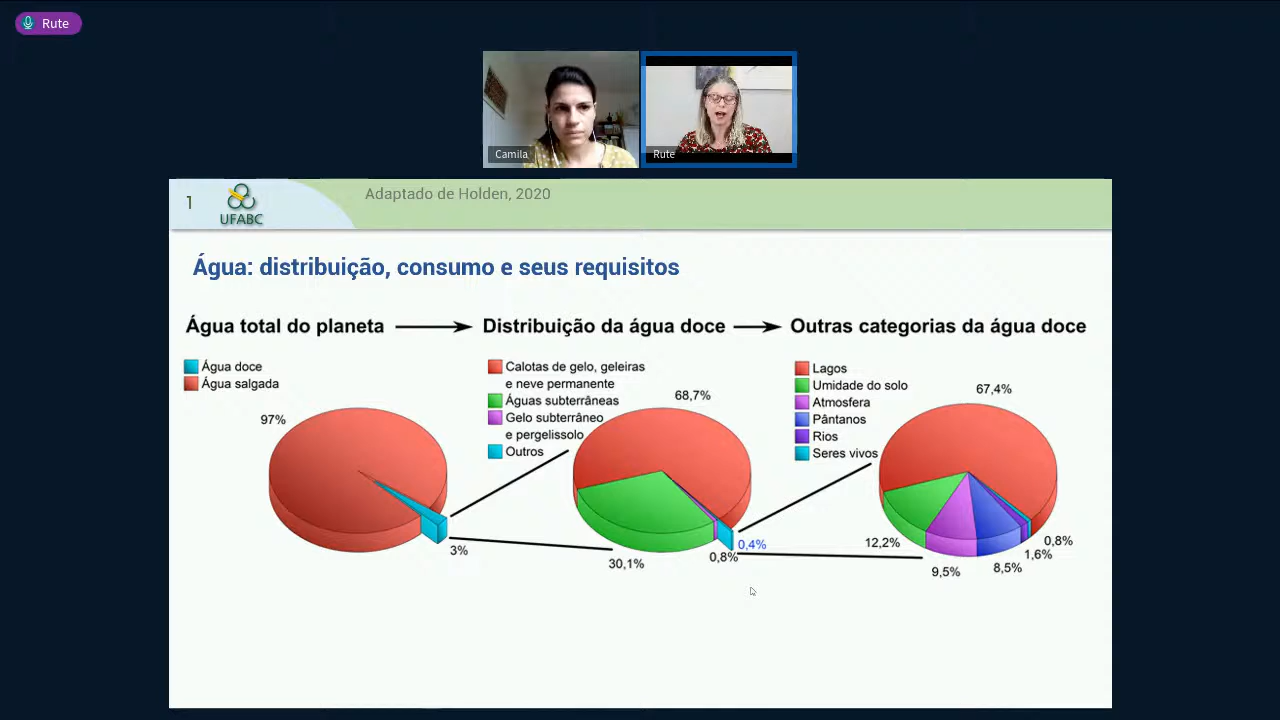 Rute
Camila
Rute
1
UFABC
Adaptado de Holden, 2020
Água: distribuição, consumo e seus requisitos
Água total do planeta
Água doce
Água salgada
97%
3%
Distribuição da água doce
Calotas de gelo, geleiras
e neve permanente
Águas subterrâneas
Gelo subterrâneo
e pergelissolo
Outros
68,7%
30,1%
0,8%
0,4%
Outras categorias da água doce
Lagos
Umidade do solo
Atmosfera
Pântanos
Rios
Seres vivos
67,4%
12,2%
9,5%
8,5%
1,6%
0,8%